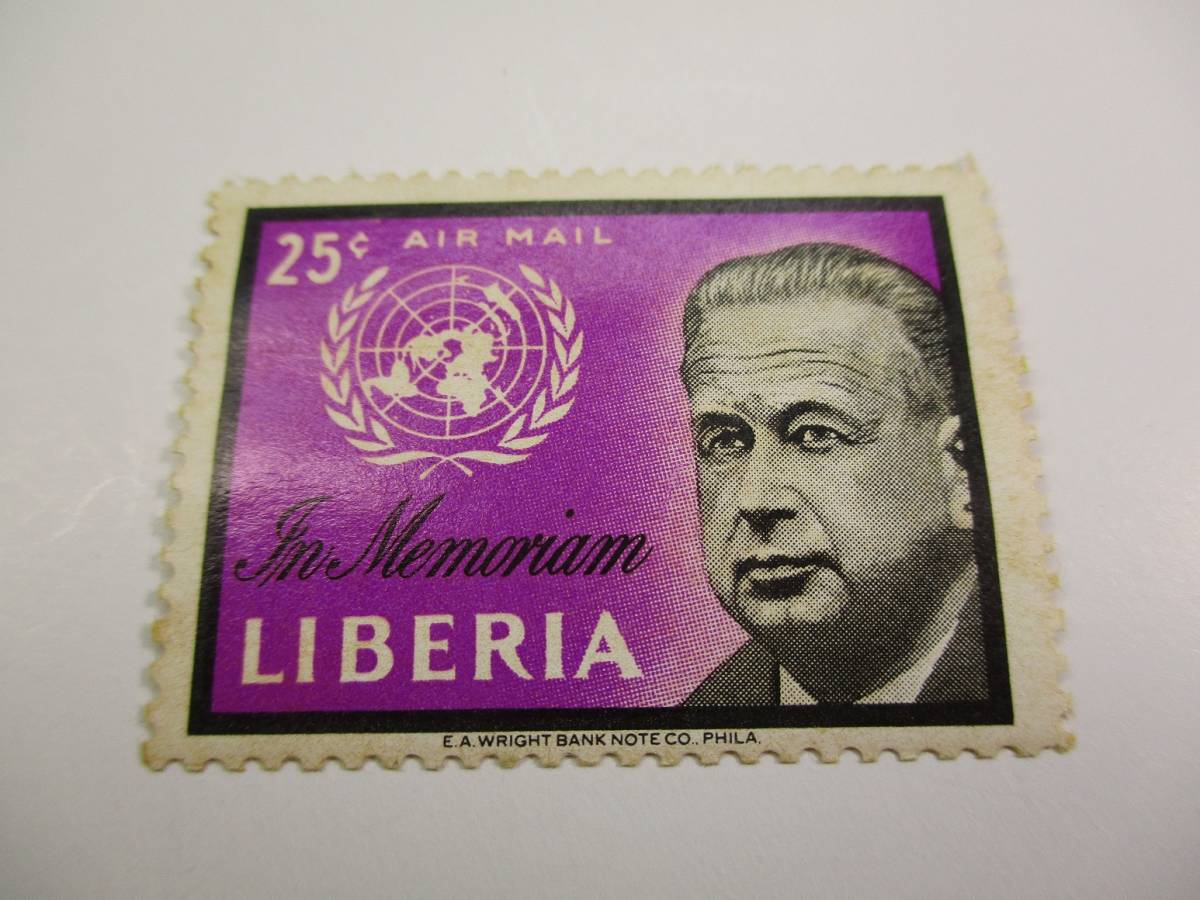 25¢ AIR MAIL
In Memoriam
LIBERIA
E.A. WRIGHT BANK NOTE CO., PHILA.